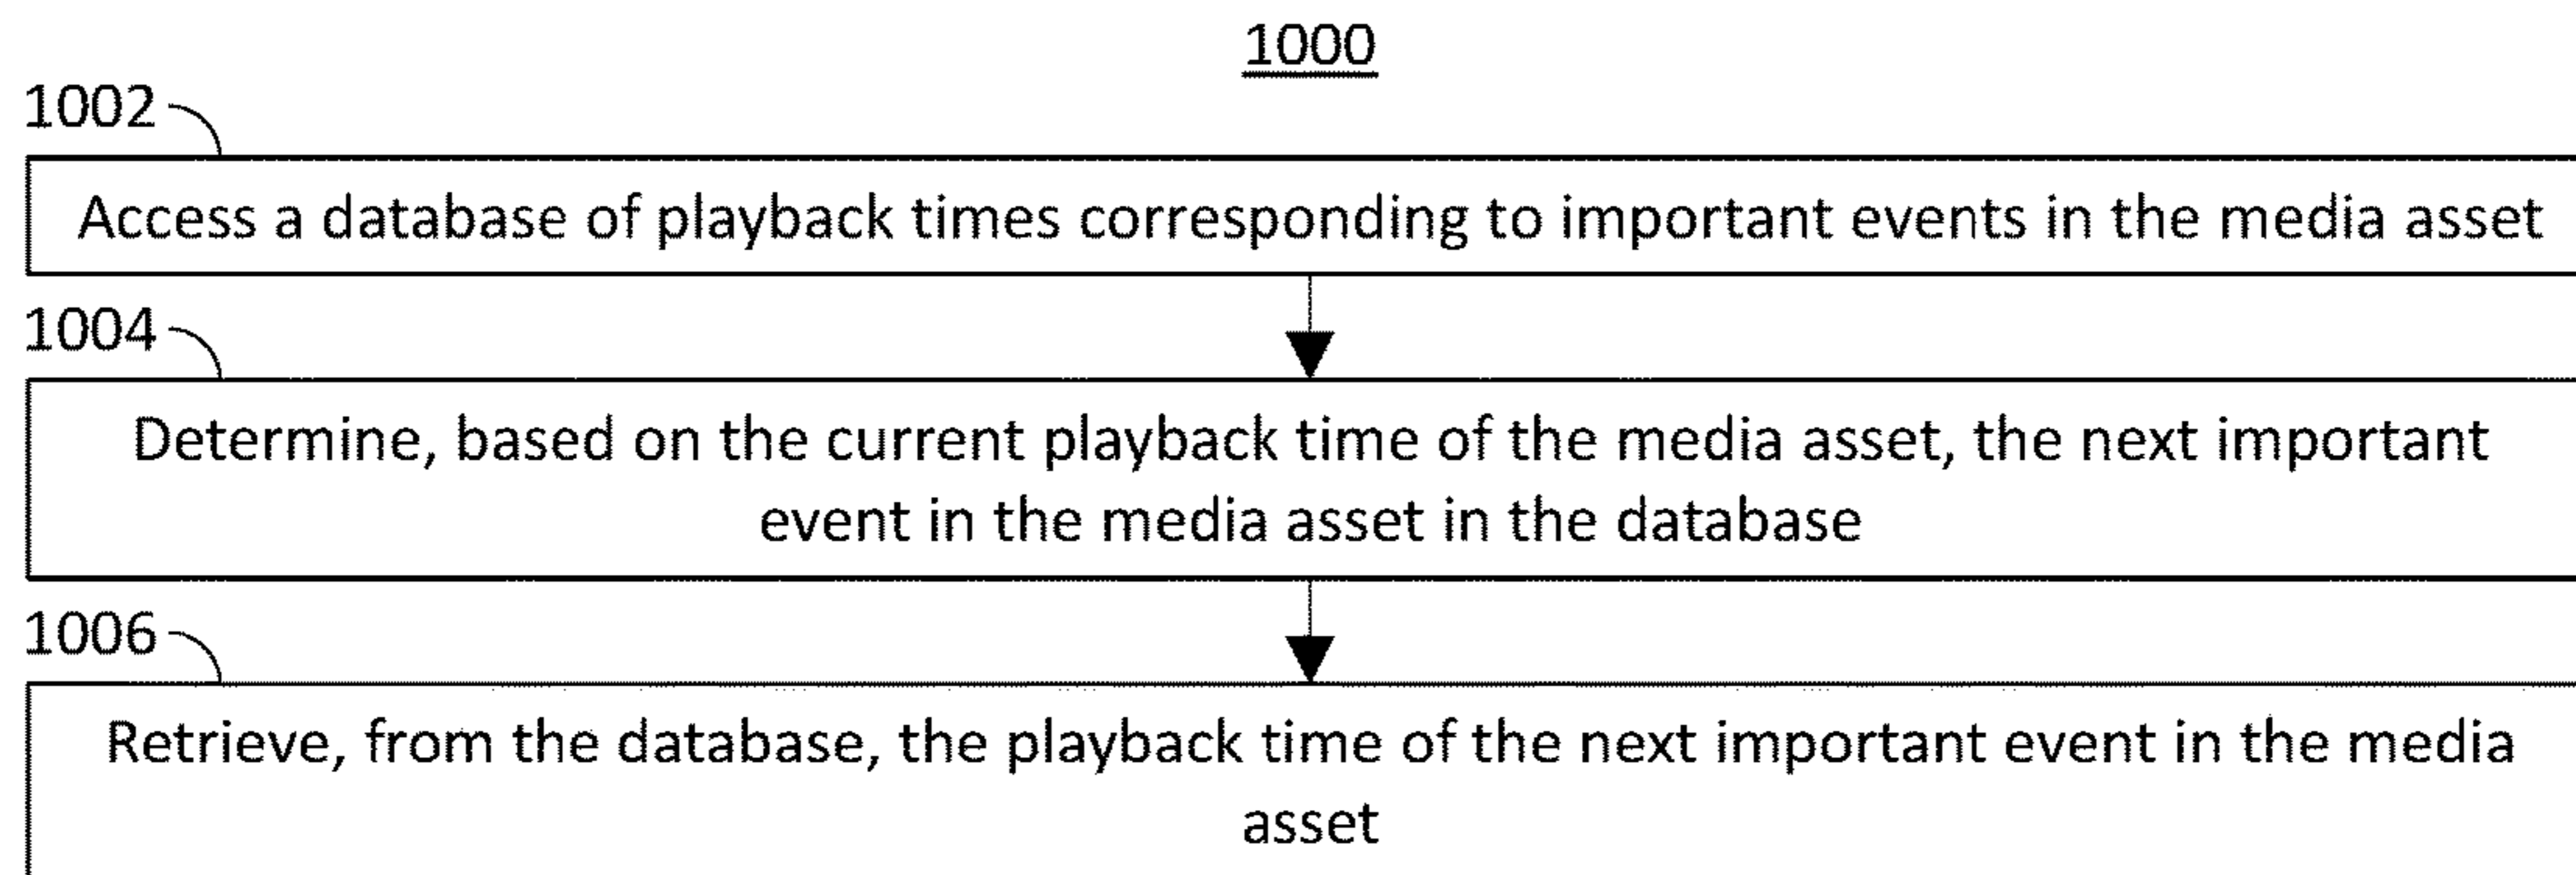 1000
1002
Access a database of playback times corresponding to important events in the media asset
1004
Determine, based on the current playback time of the media asset, the next important
event in the media asset in the database
1006
Retrieve, from the database, the playback time of the next important event in the media
asset